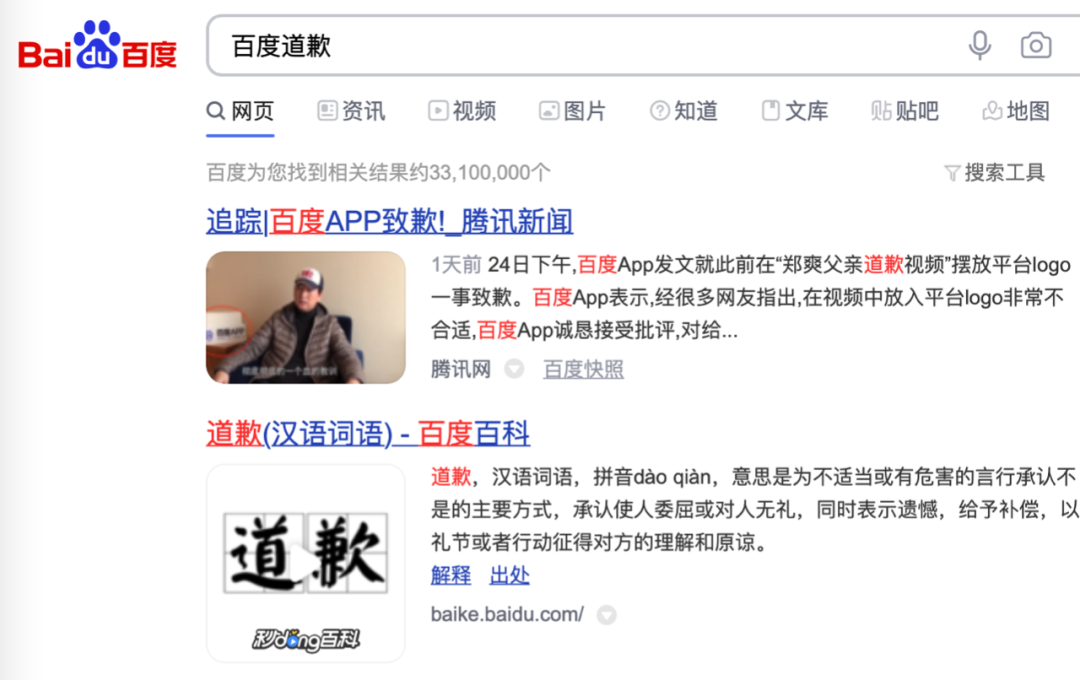 Bai du 百度
百度道歉
网页 资讯 视频 图片 知道 文库 贴吧 地图
百度为您找到相关结果约33,100,000个 搜索工具
追踪|百度APP致歉!_腾讯新闻
1天前 24日下午,百度App发文就此前在“郑爽父亲道歉视频”摆放平台logo
一事致歉。百度App表示,经很多网友指出,在视频中放入平台logo非常不
合适,百度App诚恳接受批评,对给...
腾讯网 百度快照
道歉(汉语词语) - 百度百科
道歉，汉语词语，拼音dào qiàn，意思是为不适当或有危害的言行承认不
是的主要方式，承认使人委屈或对人无礼，同时表示遗憾，给予补偿，以
礼节或者行动征得对方的理解和原谅。
解释 出处
道歉
秒dǒng百科
baike.baidu.com/